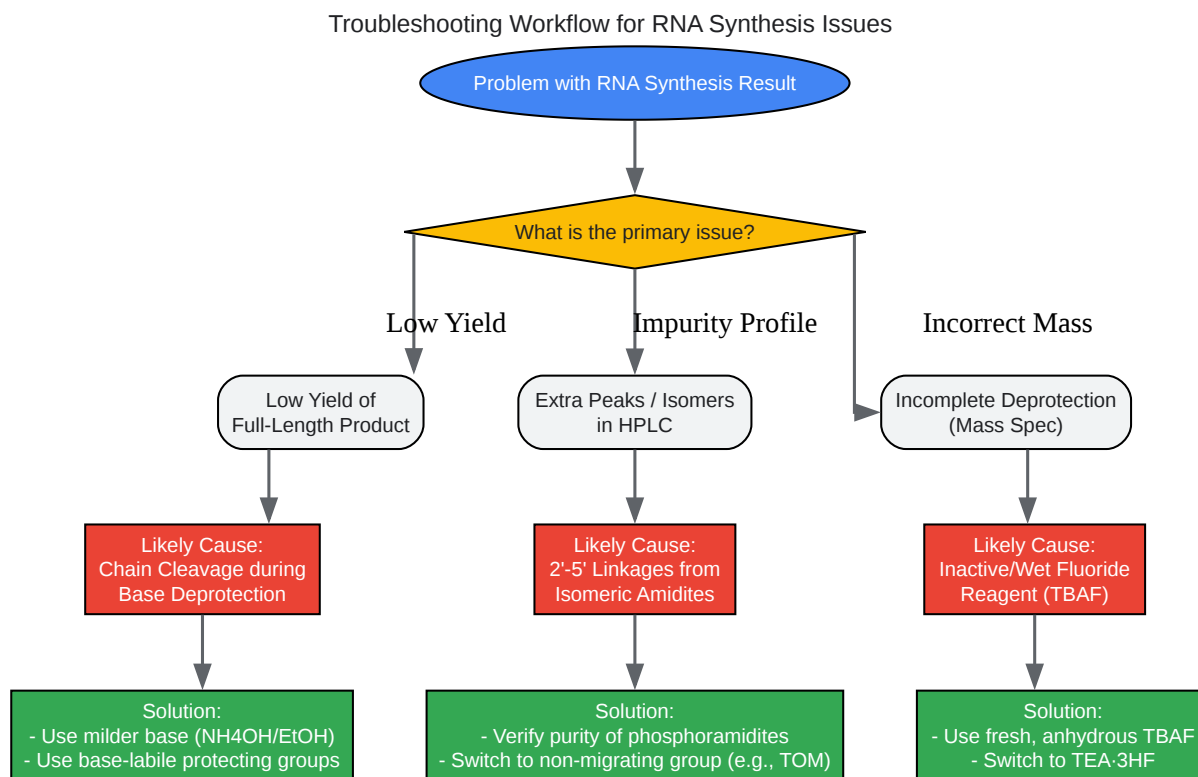 Troubleshooting Workflow for RNA Synthesis Issues
Problem with RNA Synthesis Result
What is the primary issue?
Low Yield
Impurity Profile
Incorrect Mass
Low Yield of
Full-Length Product
Extra Peaks / Isomers
in HPLC
Incomplete Deprotection
(Mass Spec)
Likely Cause:
Chain Cleavage during
Base Deprotection
Likely Cause:
2'-5' Linkages from
Isomeric Amidites
Likely Cause:
Inactive/Wet Fluoride
Reagent (TBAF)
Solution:
- Use milder base (NH4OH/EtOH)
- Use base-labile protecting groups
Solution:
- Verify purity of phosphoramidites
- Switch to non-migrating group (e.g., TOM)
Solution:
- Use fresh, anhydrous TBAF
- Switch to TEA·3HF